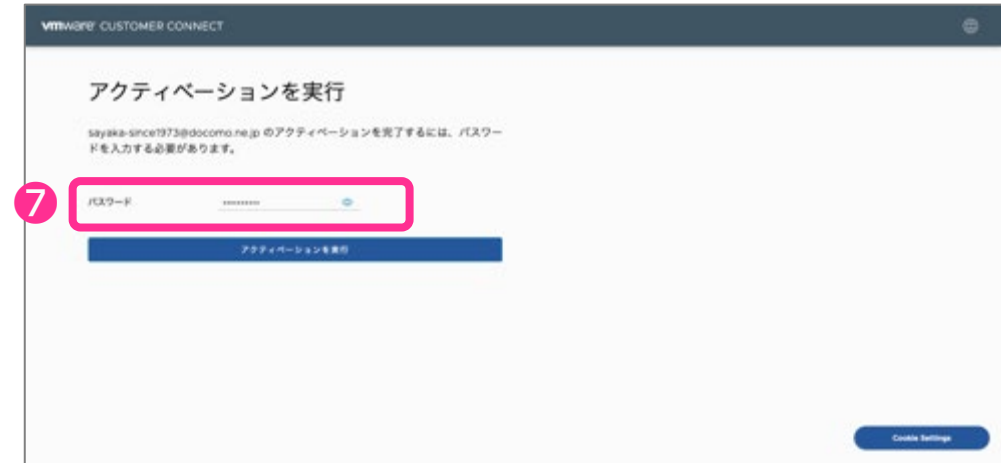 vmware CUSTOMER CONNECT
アクティベーションを実行
sayaka-since1973@docomo.ne.jp のアクティベーションを完了するには、パスワー
ドを入力する必要があります。
7
パスワード
アクティベーションを実行
Cookie Settings